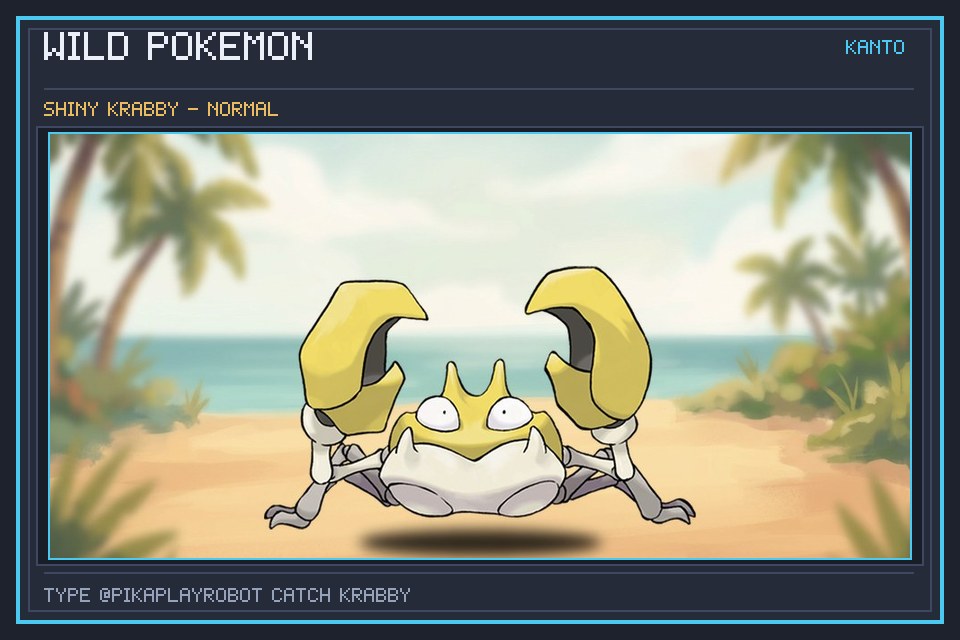 WILD POKEMON
KANTO
SHINY KRABBY - NORMAL
TYPE @PIKAPLAYROBOT CATCH KRABBY